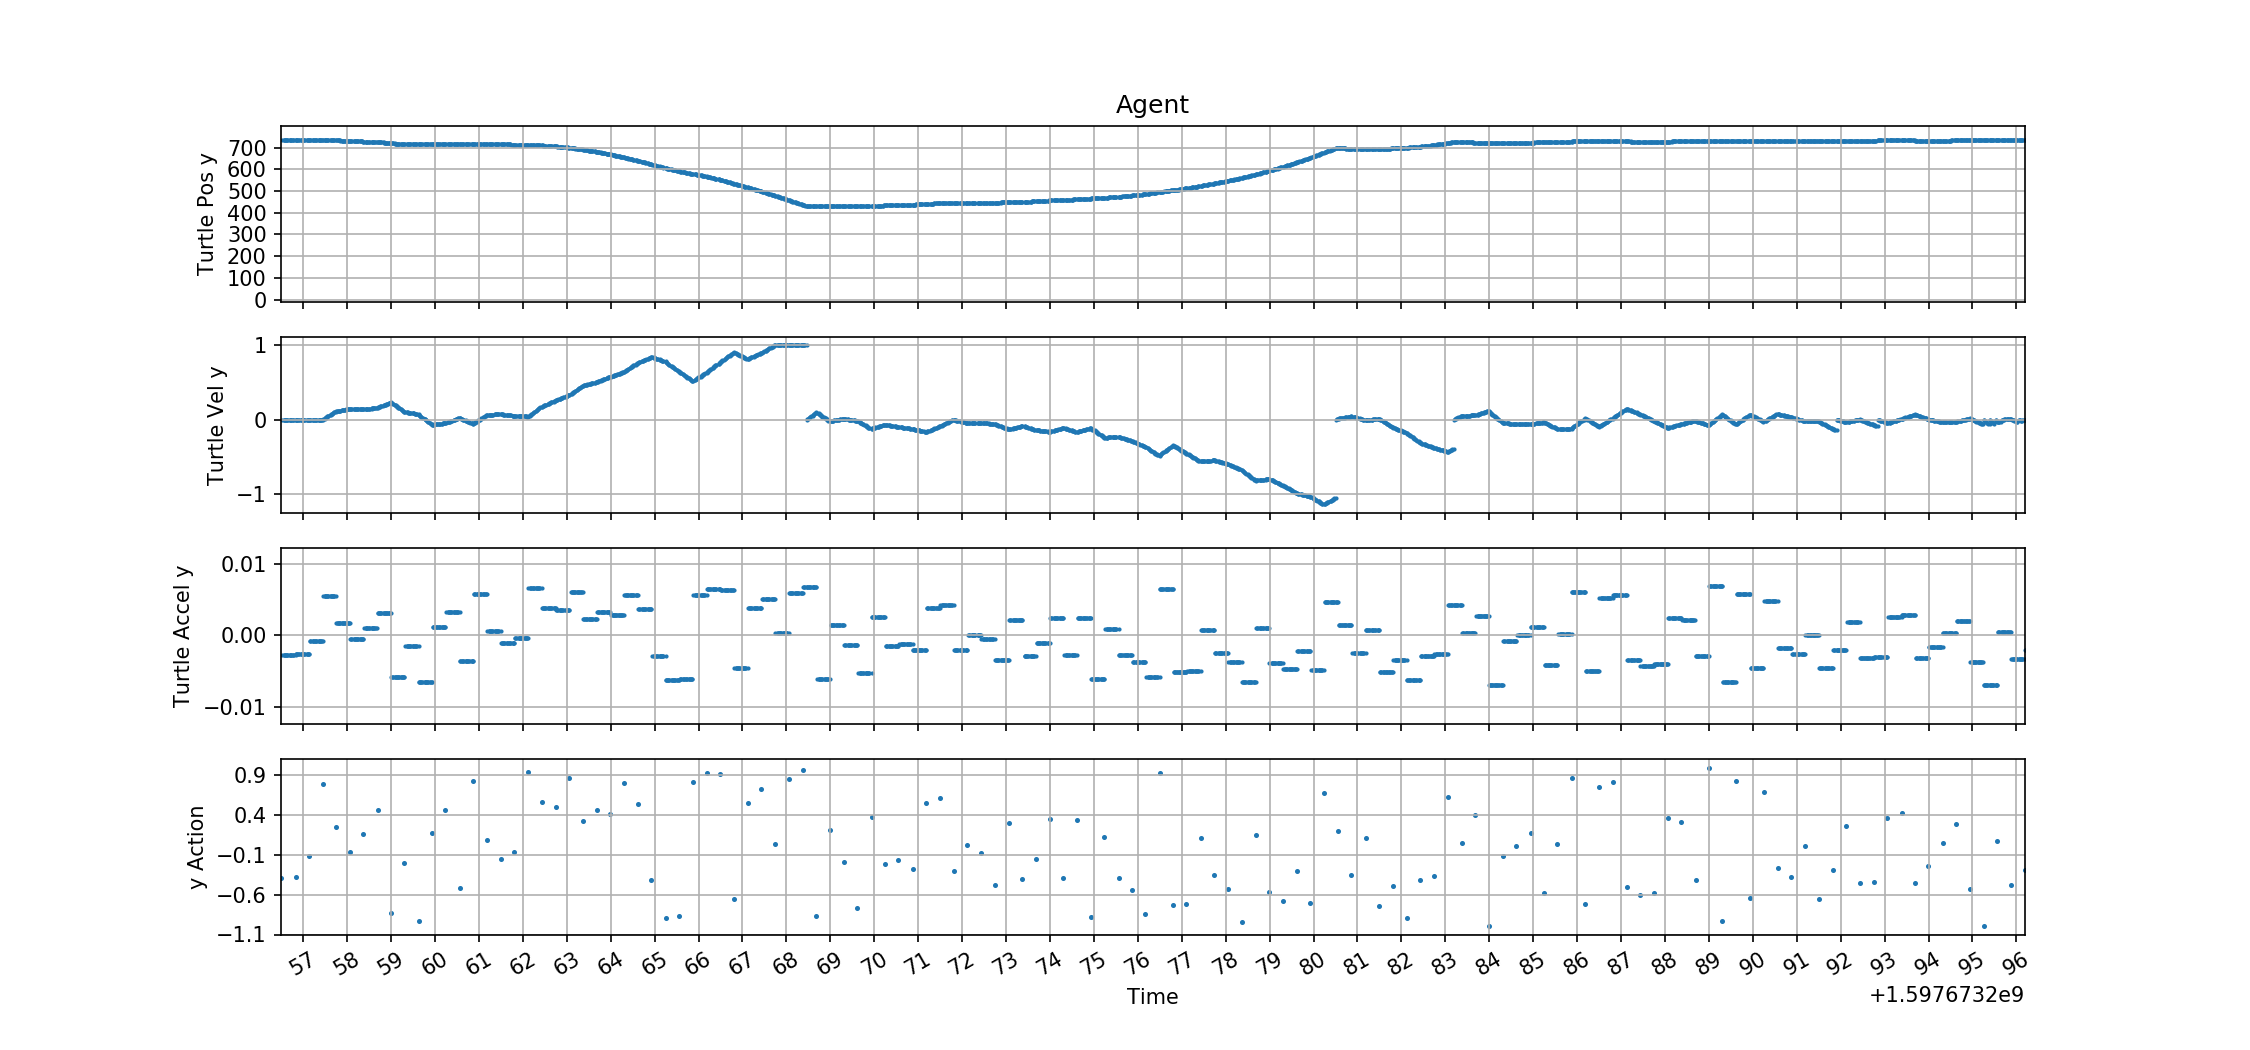 Agent
Turtle Pos y
700
600
500
400
300
200
100
0
Turtle Vel y
1
0
−1
Turtle Accel y
0.01
0.00
−0.01
y Action
0.9
0.4
−0.1
−0.6
−1.1
57 58 59 60 61 62 63 64 65 66 67 68 69 70 71 72 73 74 75 76 77 78 79 80 81 82 83 84 85 86 87 88 89 90 91 92 93 94 95 96
Time
+1.5976732e9